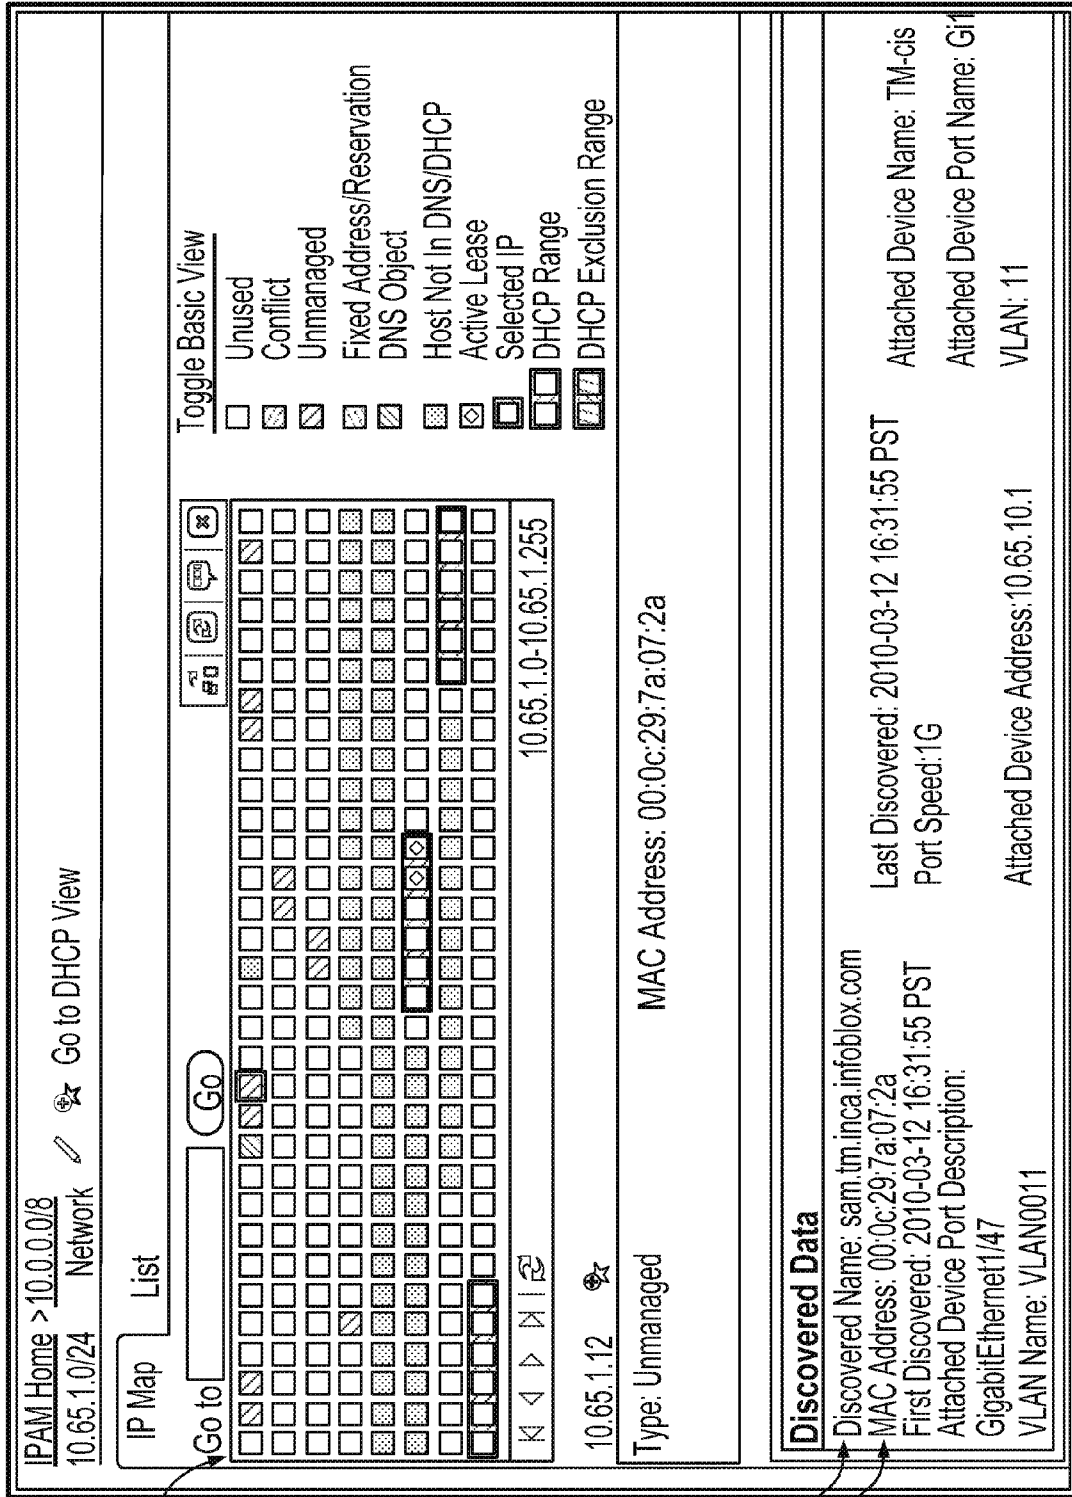 IPAM Home > 10.0.0.0/8
10.65.1.0/24 Network Go to DHCP View
IP Map List
Go to Go
Toggle Basic View
Unused
Conflict
Unmanaged
Fixed Address/Reservation
DNS Object
Host Not In DNS/DHCP
Active Lease
Selected IP
DHCP Range
DHCP Exclusion Range
10.65.1.0-10.65.1.255
10.65.1.12
Type: Unmanaged MAC Address: 00:0c:29:7a:07:2a
Discovered Data
Discovered Name: sam.tm.inca.infoblox.com
MAC Address: 00:0c:29:7a:07:2a
First Discovered: 2010-03-12 16:31:55 PST Last Discovered: 2010-03-12 16:31:55 PST Attached Device Name: TM-cis
Attached Device Port Description: Port Speed:1G
GigabitEthernet1/47 Attached Device Port Name: Gi1
VLAN Name: VLAN0011 Attached Device Address:10.65.10.1 VLAN: 11